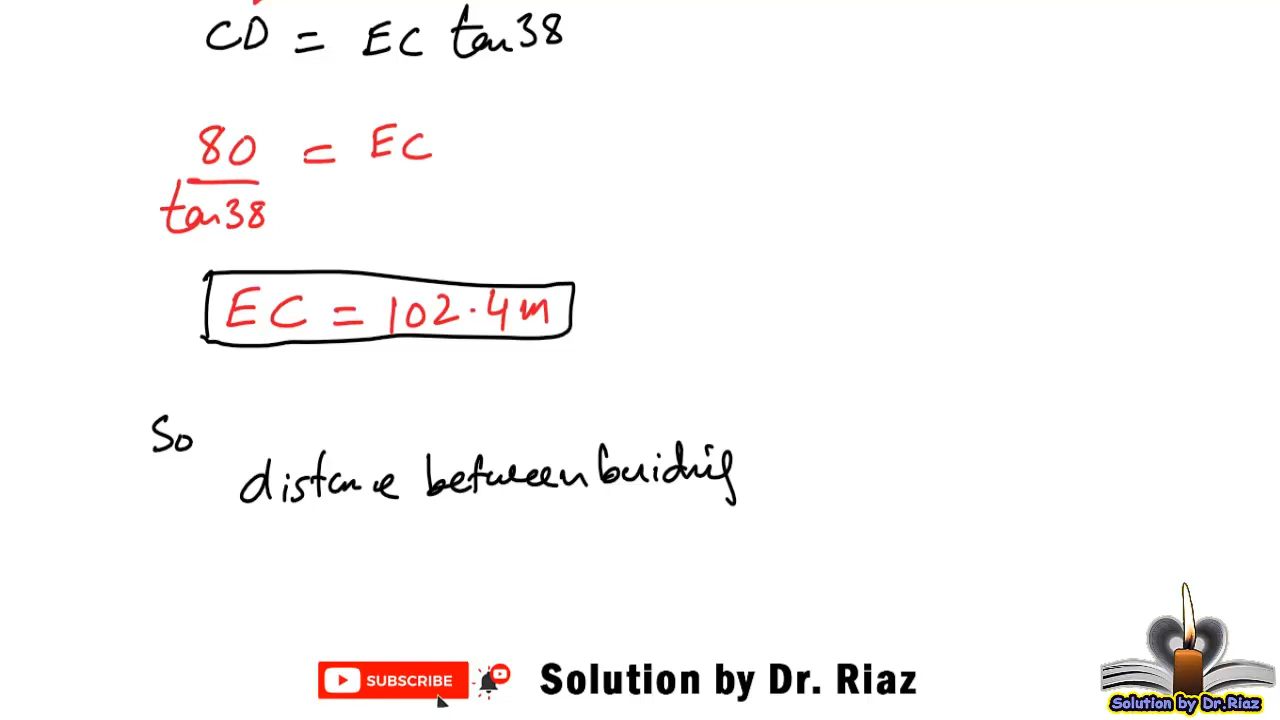 CD = EC tan38
80 = EC
tan38
EC = 102.4m
So
distance between buidnig
SUBSCRIBE
Solution by Dr. Riaz
Solution by Dr.Riaz